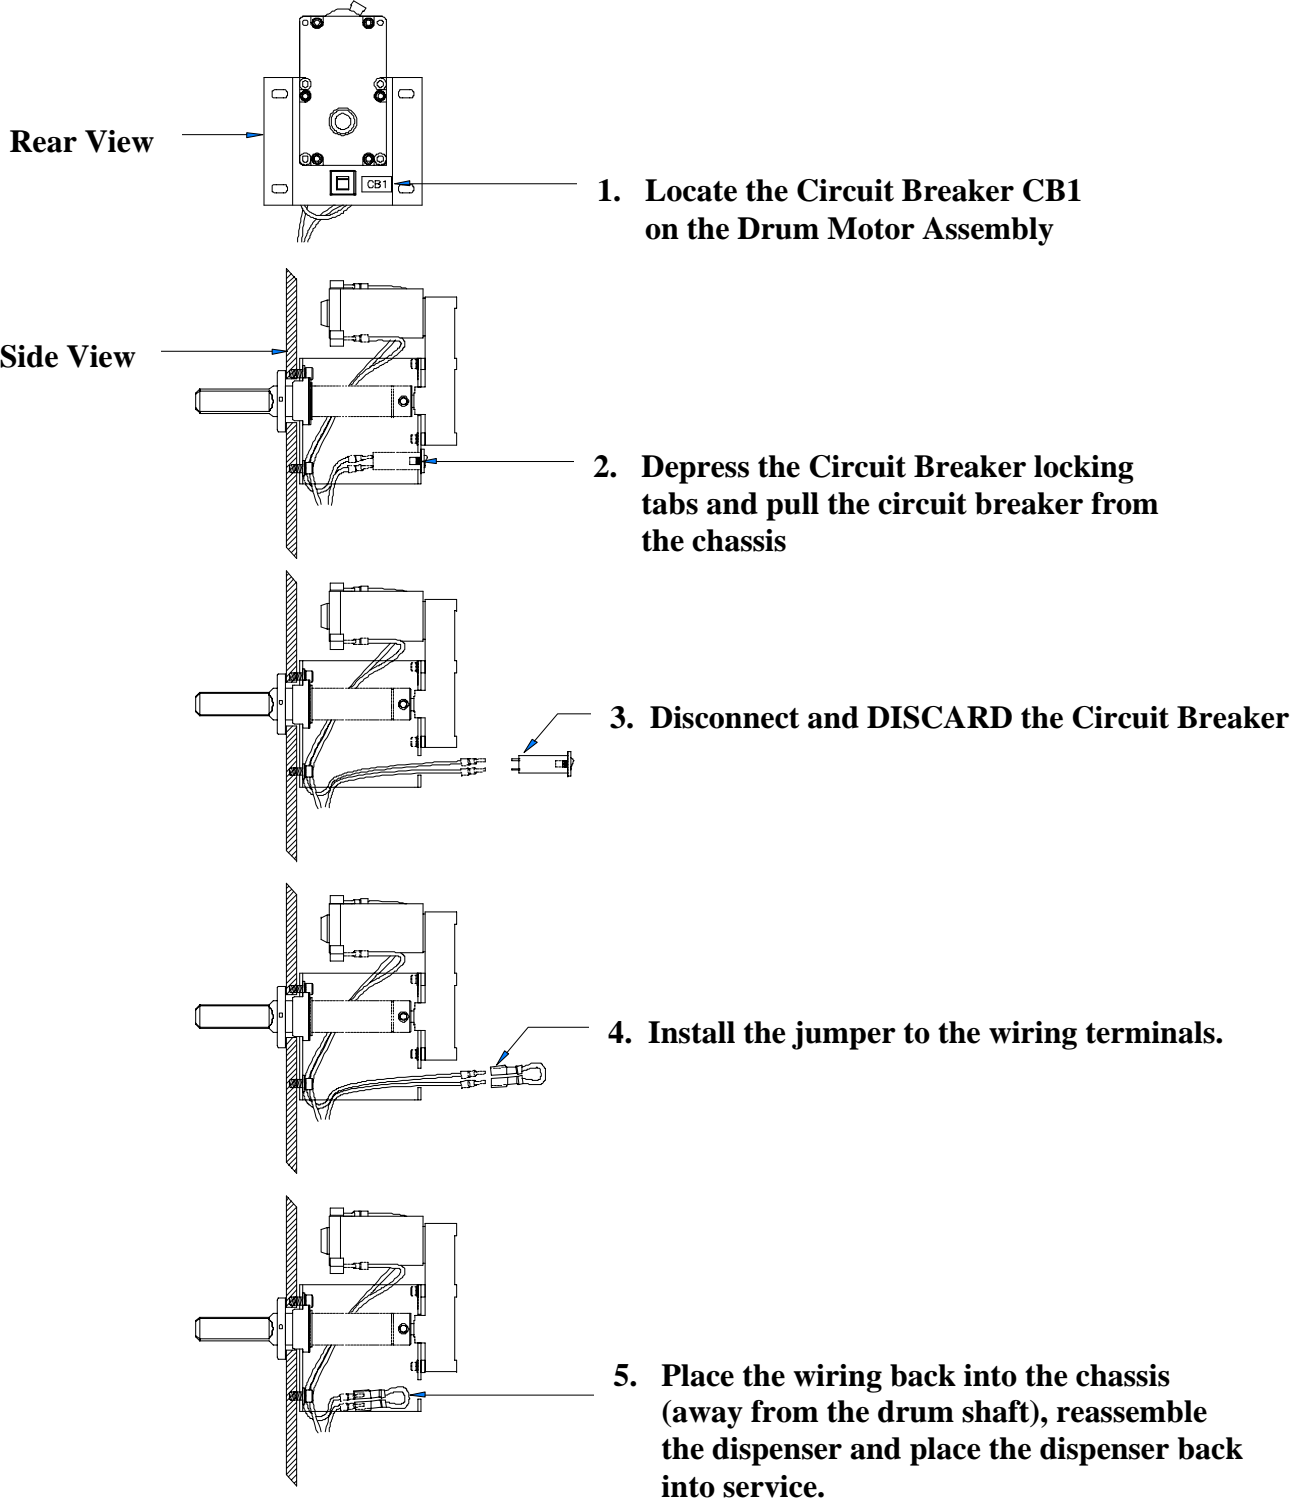 Rear View
CB1
1. Locate the Circuit Breaker CB1
on the Drum Motor Assembly
Side View
2. Depress the Circuit Breaker locking
tabs and pull the circuit breaker from
the chassis
3. Disconnect and DISCARD the Circuit Breaker
4. Install the jumper to the wiring terminals.
5. Place the wiring back into the chassis
(away from the drum shaft), reassemble
the dispenser and place the dispenser back
into service.